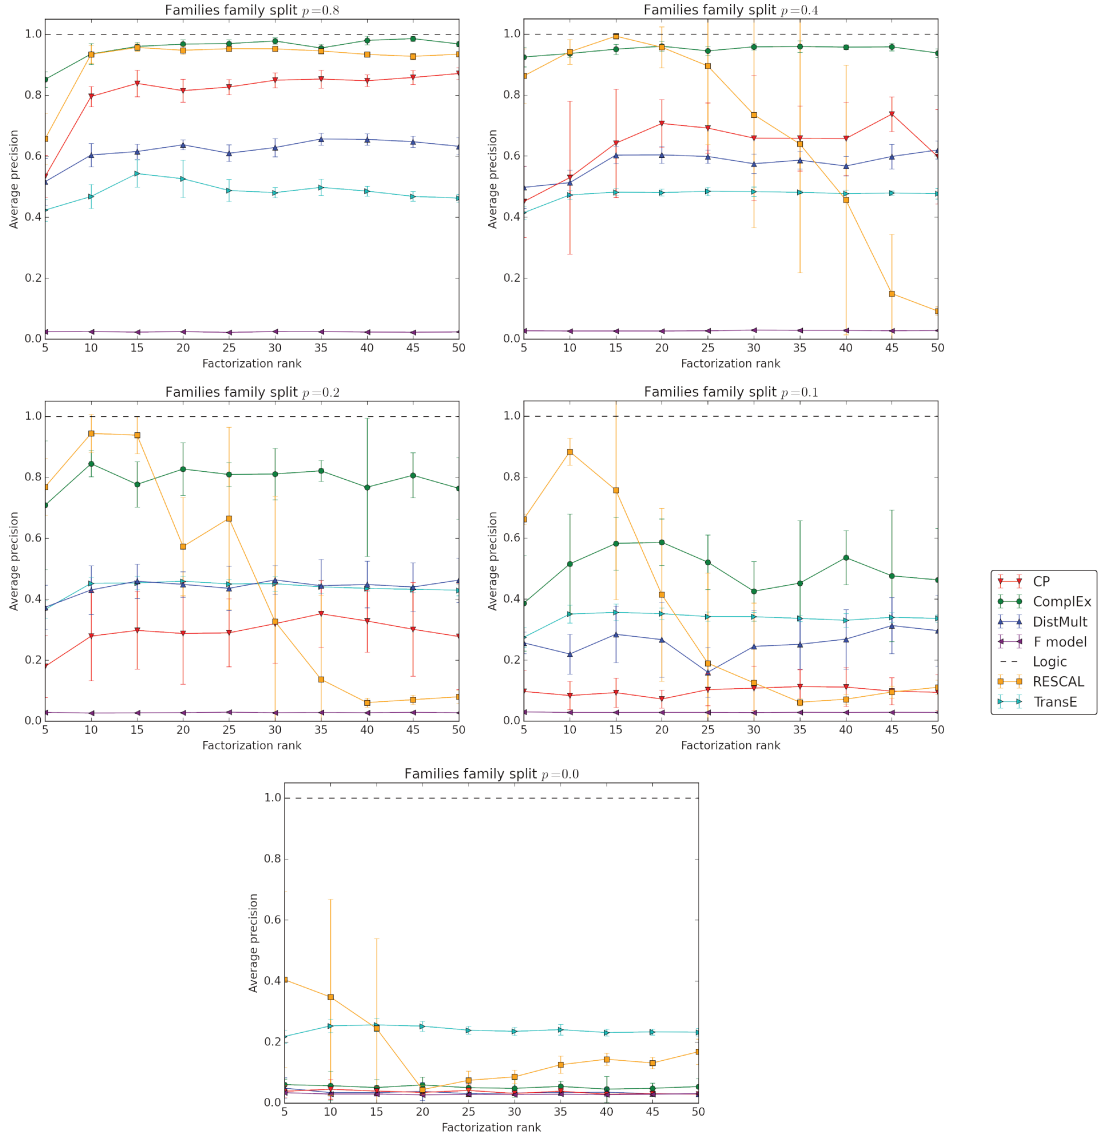 Families family split p=0.8
Average precision
1.0
0.8
0.6
0.4
0.2
0.0
5 10 15 20 25 30 35 40 45 50
Factorization rank
Families family split p=0.4
Average precision
1.0
0.8
0.6
0.4
0.2
0.0
5 10 15 20 25 30 35 40 45 50
Factorization rank
Families family split p=0.2
Average precision
1.0
0.8
0.6
0.4
0.2
0.0
5 10 15 20 25 30 35 40 45 50
Factorization rank
Families family split p=0.1
Average precision
1.0
0.8
0.6
0.4
0.2
0.0
5 10 15 20 25 30 35 40 45 50
Factorization rank
CP
ComplEx
DistMult
F model
Logic
RESCAL
TransE
Families family split p=0.0
Average precision
1.0
0.8
0.6
0.4
0.2
0.0
5 10 15 20 25 30 35 40 45 50
Factorization rank